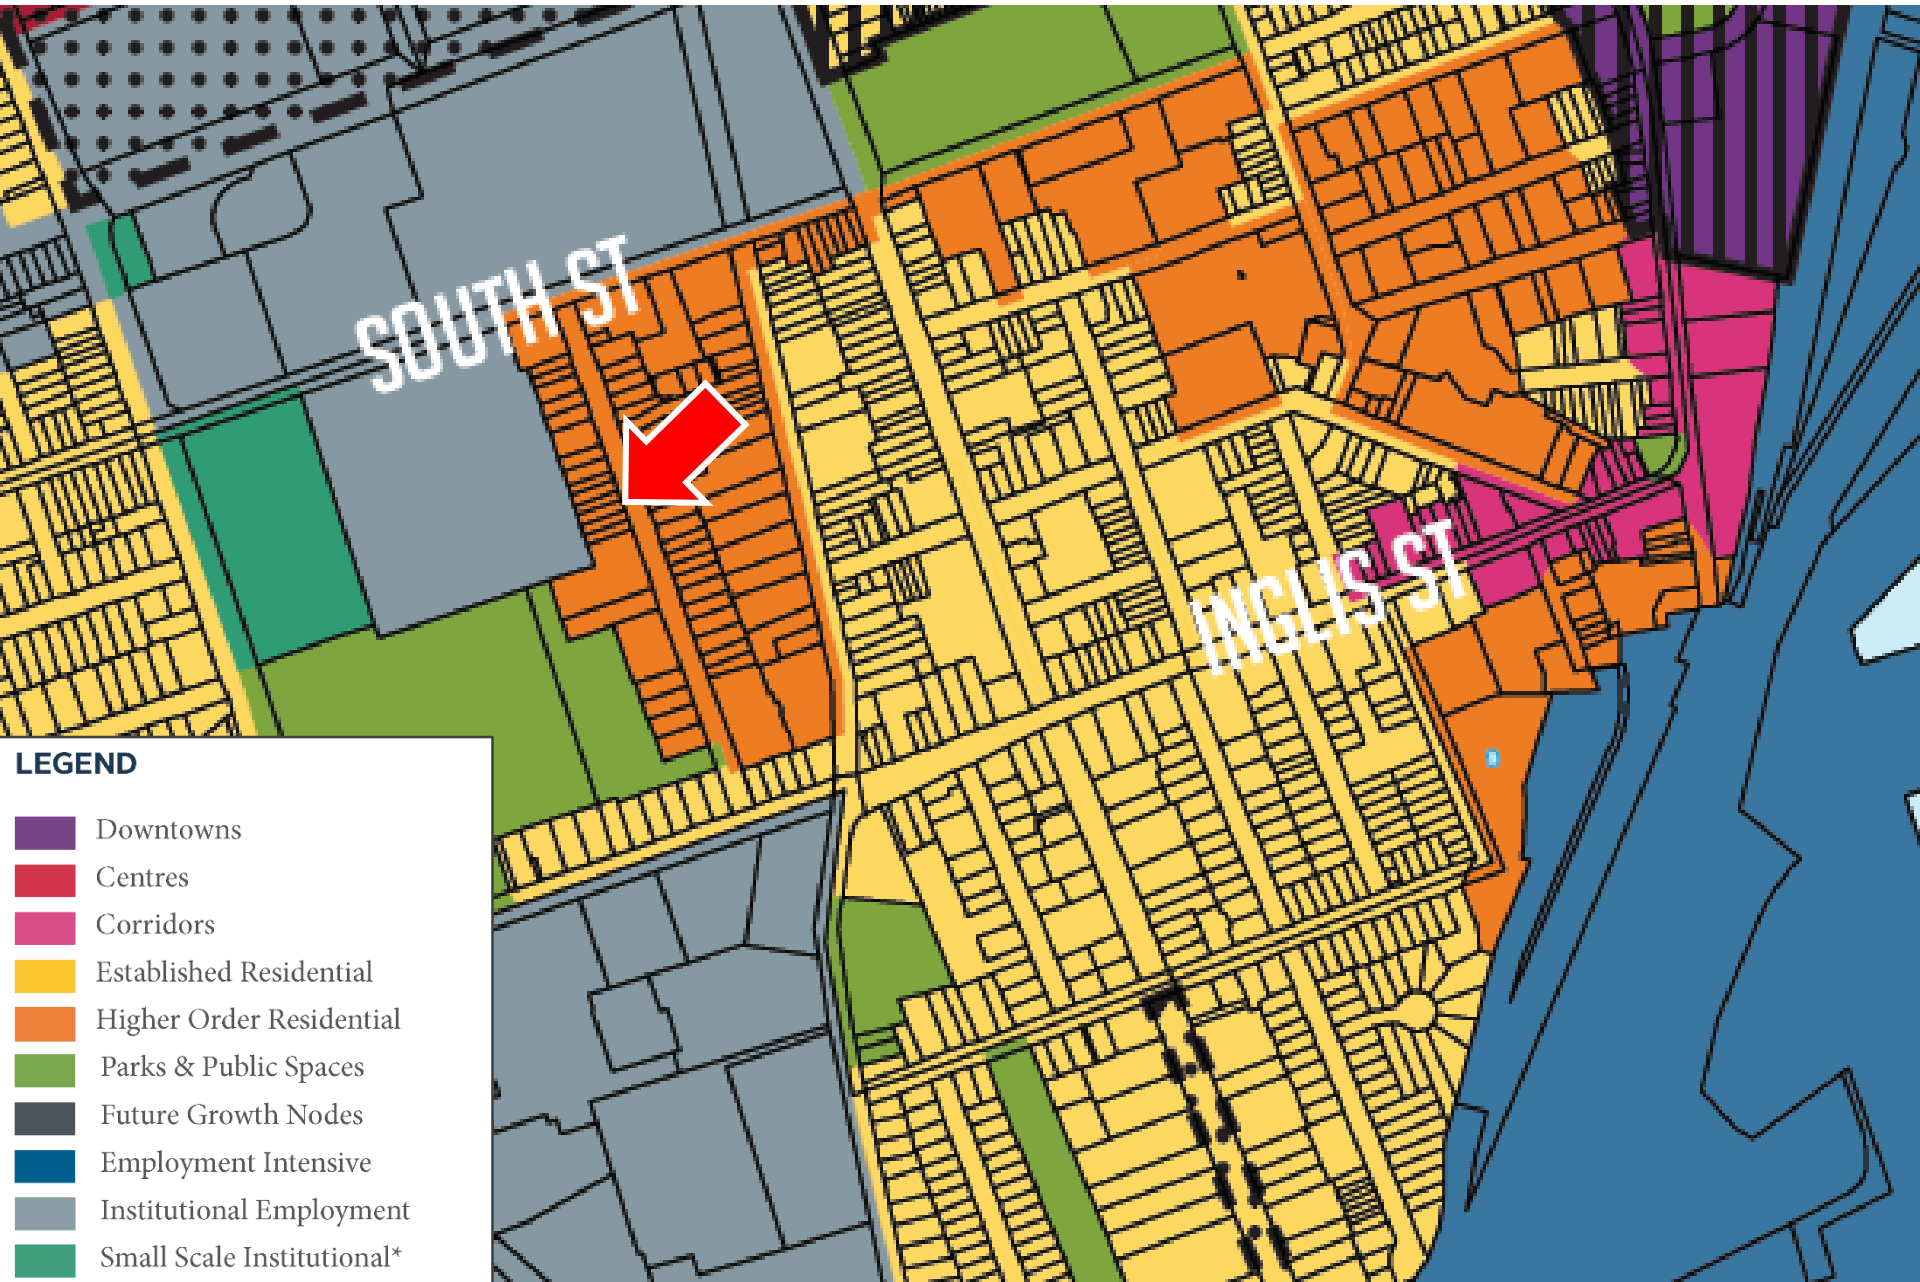 SOUTH ST
INGLIS ST
LEGEND
Downtowns
Centres
Corridors
Established Residential
Higher Order Residential
Parks & Public Spaces
Future Growth Nodes
Employment Intensive
Institutional Employment
Small Scale Institutional*